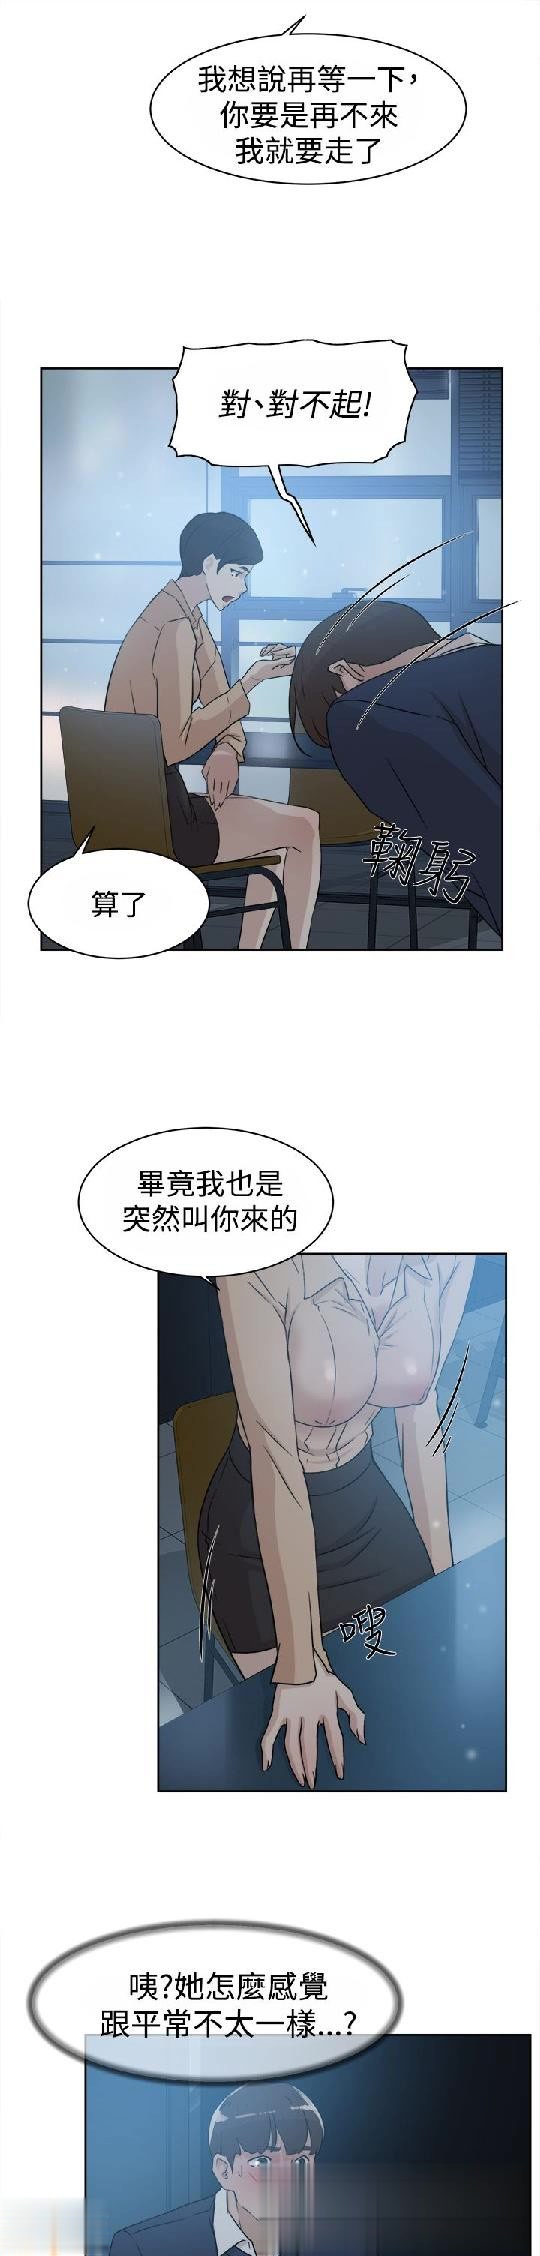 我想說再等一下，
你要是再不來
我就要走了
對、對不起！
鞠躬
算了
畢竟我也是
突然叫你來的
嗖
咦?她怎麼感覺
跟平常不太一樣...?